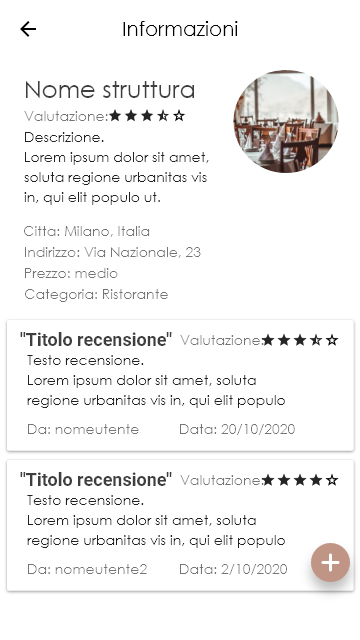 Informazioni
Nome struttura
Valutazione:
Descrizione.
Lorem ipsum dolor sit amet,
soluta regione urbanitas vis
in, qui elit populo ut.
Citta: Milano, Italia
Indirizzo: Via Nazionale, 23
Prezzo: medio
Categoria: Ristorante
"Titolo recensione" Valutazione:
Testo recensione.
Lorem ipsum dolor sit amet, soluta
regione urbanitas vis in, qui elit populo
Da: nomeutente Data: 20/10/2020
"Titolo recensione" Valutazione:
Testo recensione.
Lorem ipsum dolor sit amet, soluta
regione urbanitas vis in, qui elit populo
Da: nomeutente2 Data: 2/10/2020